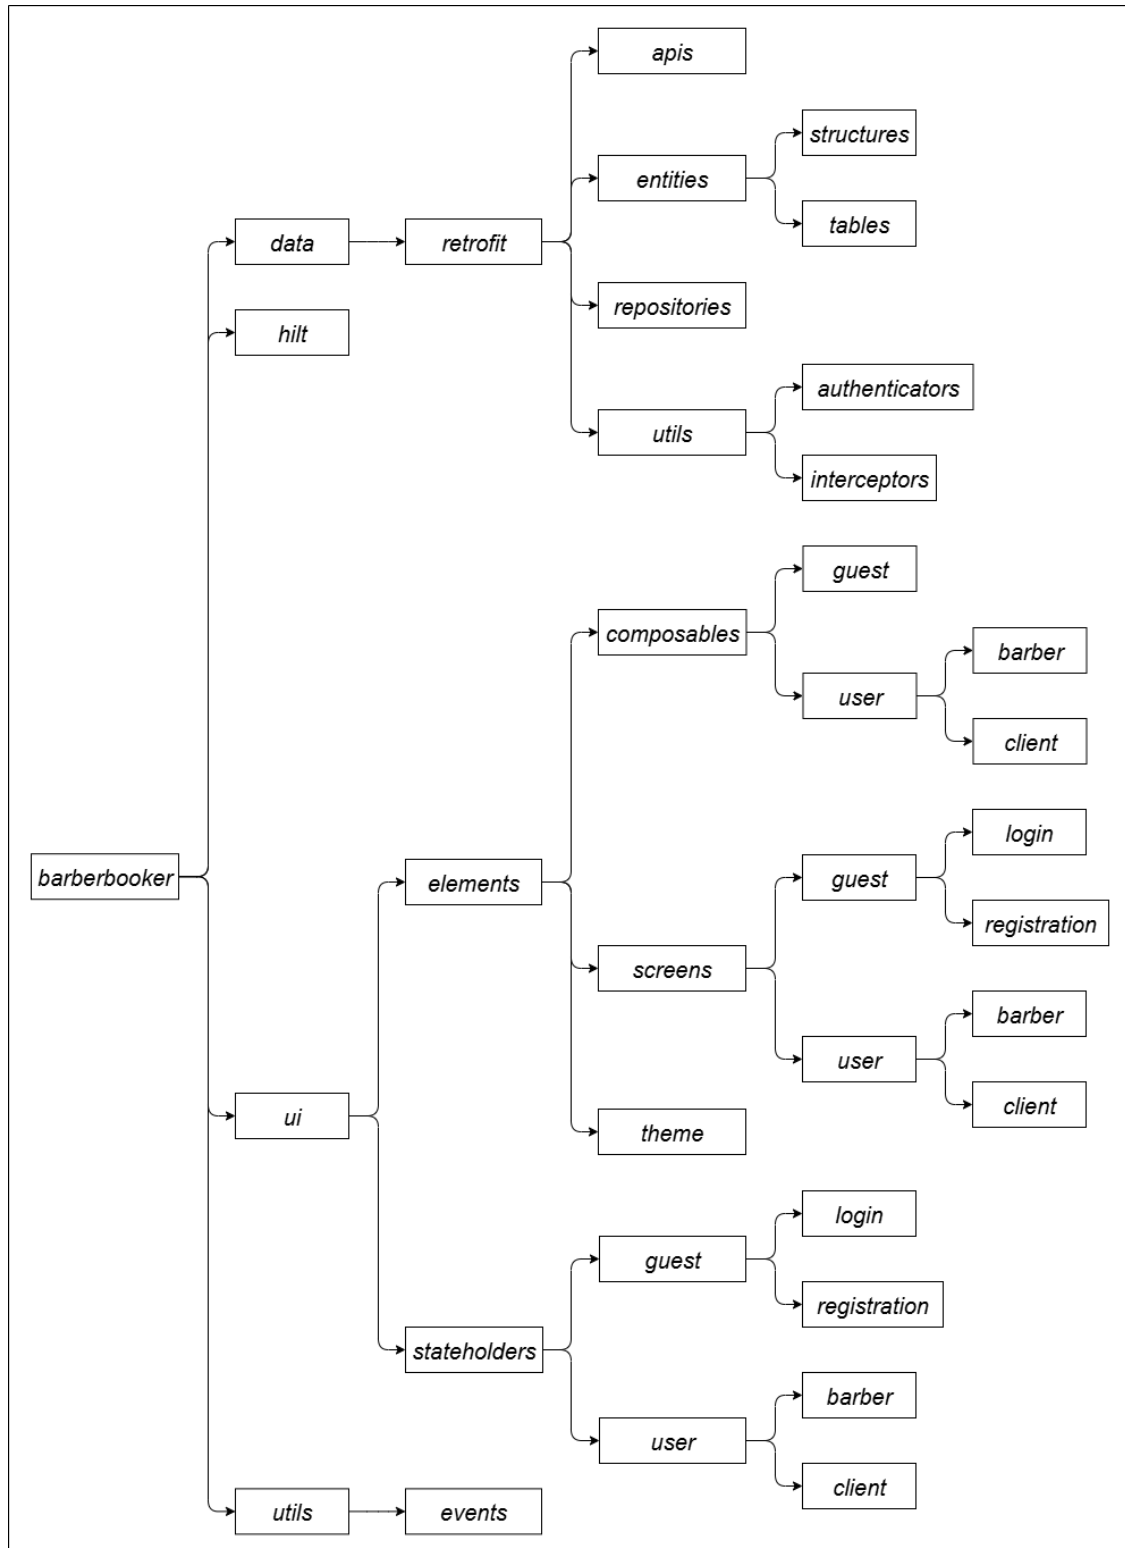 apis
structures
entities
tables
data
retrofit
repositories
hilt
authenticators
utils
interceptors
guest
composables
barber
user
client
login
barberbooker
elements
guest
registration
screens
barber
user
client
ui
theme
login
guest
registration
stateholders
barber
user
client
utils
events